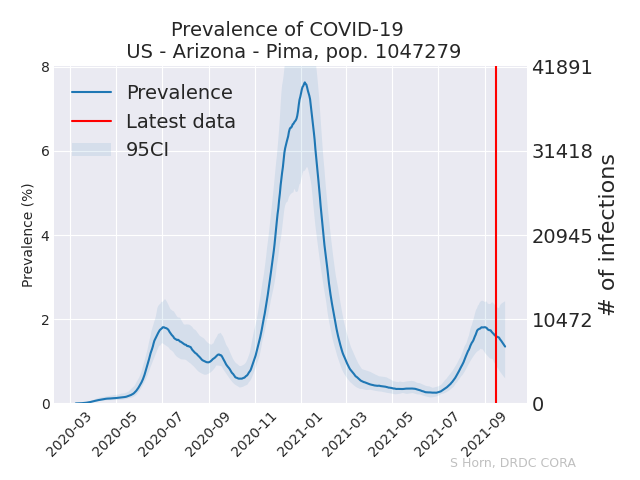 Prevalence of COVID-19
US - Arizona - Pima, pop. 1047279
Prevalence
Latest data
95CI
8
6
4
2
0
Prevalence (%)
41891
31418
20945
10472
0
# of infections
2020-03
2020-05
2020-07
2020-09
2020-11
2021-01
2021-03
2021-05
2021-07
2021-09
S Horn, DRDC CORA